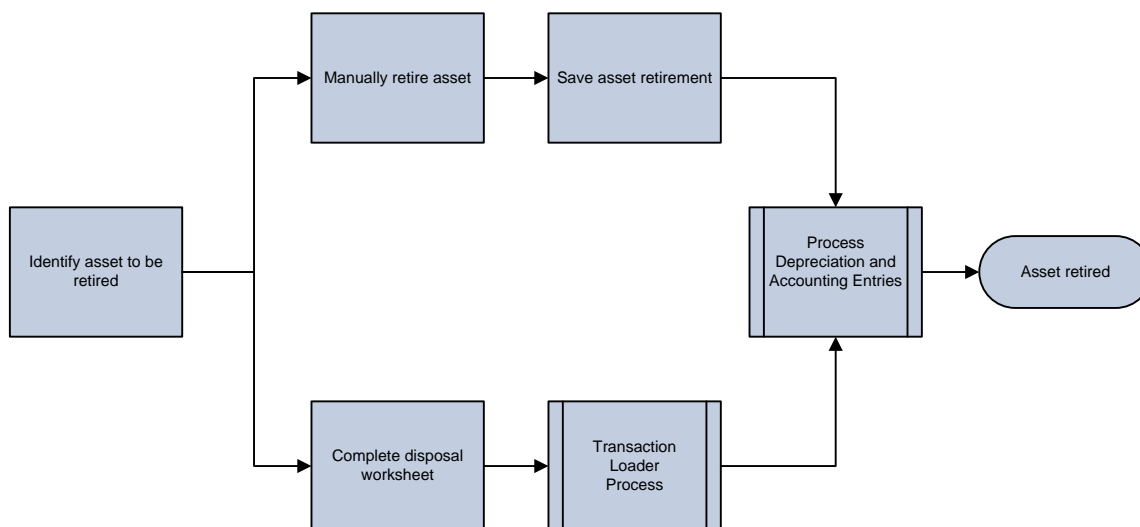 Manually retire asset
Save asset retirement
Identify asset to be
retired
Process
Depreciation and
Accounting Entries
Asset retired
Complete disposal
worksheet
Transaction
Loader
Process